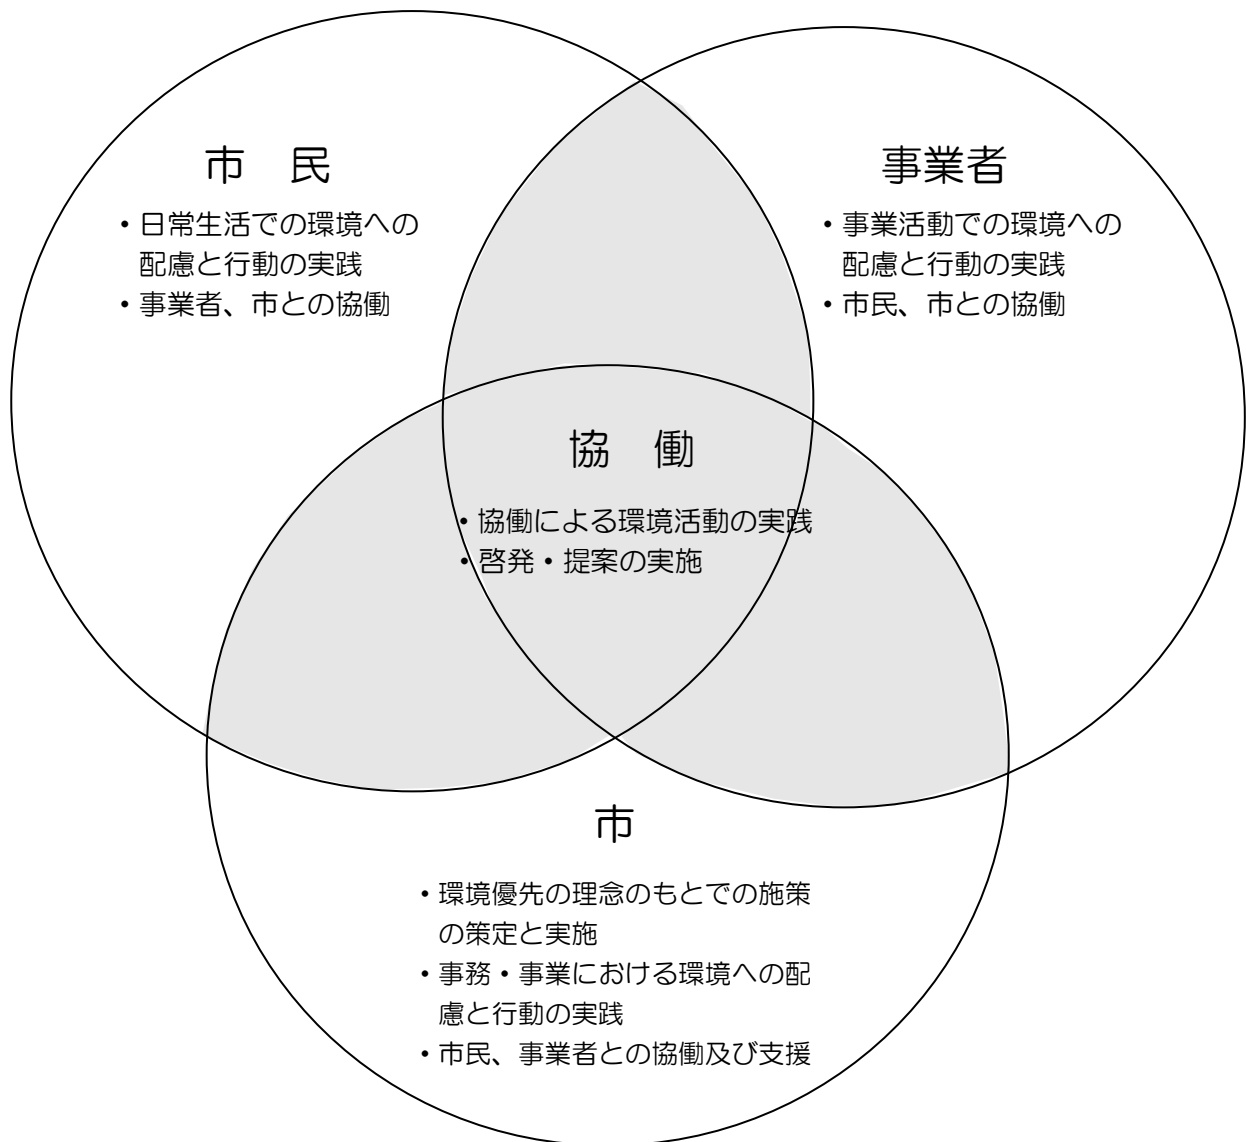 市　民
・日常生活での環境への
配慮と行動の実践
・事業者、市との協働
事業者
・事業活動での環境への
配慮と行動の実践
・市民、市との協働
協　働
・協働による環境活動の実践
・啓発・提案の実施
市
・環境優先の理念のもとでの施策
の策定と実施
・事務・事業における環境への配
慮と行動の実践
・市民、事業者との協働及び支援